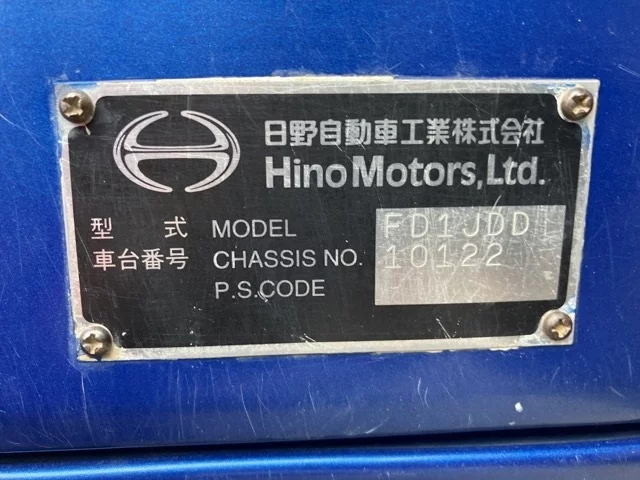 日野自動車工業株式会社
Hino Motors, Ltd.
型 式 MODEL FD1JDD
車台番号 CHASSIS NO. 10122
P.S.CODE